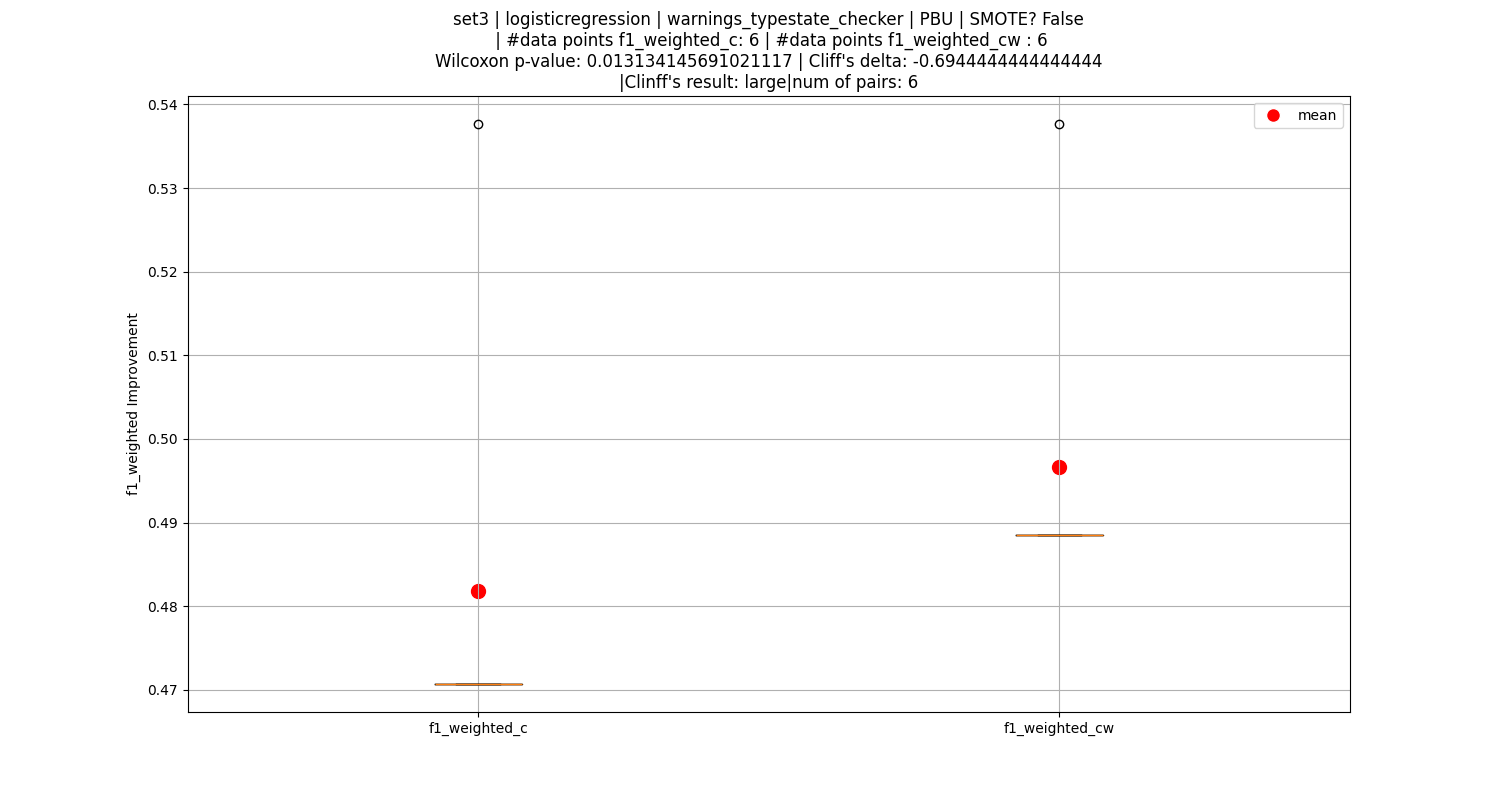 set3 | logisticregression | warnings_typestate_checker | PBU | SMOTE? False
| #data points f1_weighted_c: 6 | #data points f1_weighted_cw : 6
Wilcoxon p-value: 0.013134145691021117 | Cliff's delta: -0.6944444444444444
|Clinff's result: large|num of pairs: 6
mean
0.54
0.53
0.52
0.51
0.50
0.49
0.48
0.47
f1_weighted Improvement
f1_weighted_c
f1_weighted_cw